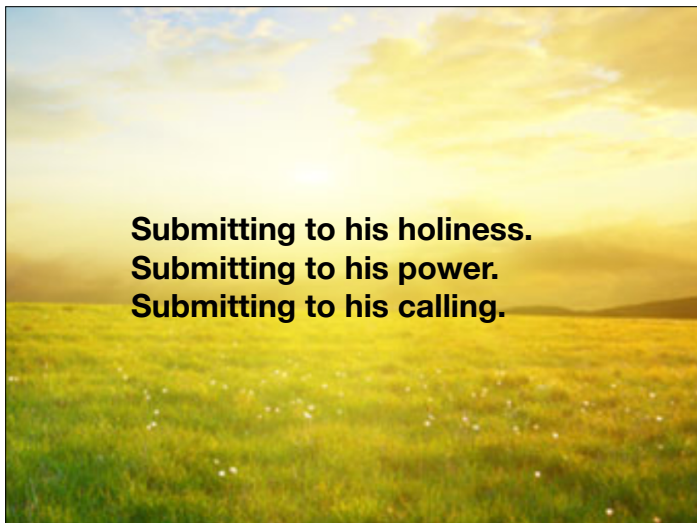 Submitting to his holiness.
Submitting to his power.
Submitting to his calling.